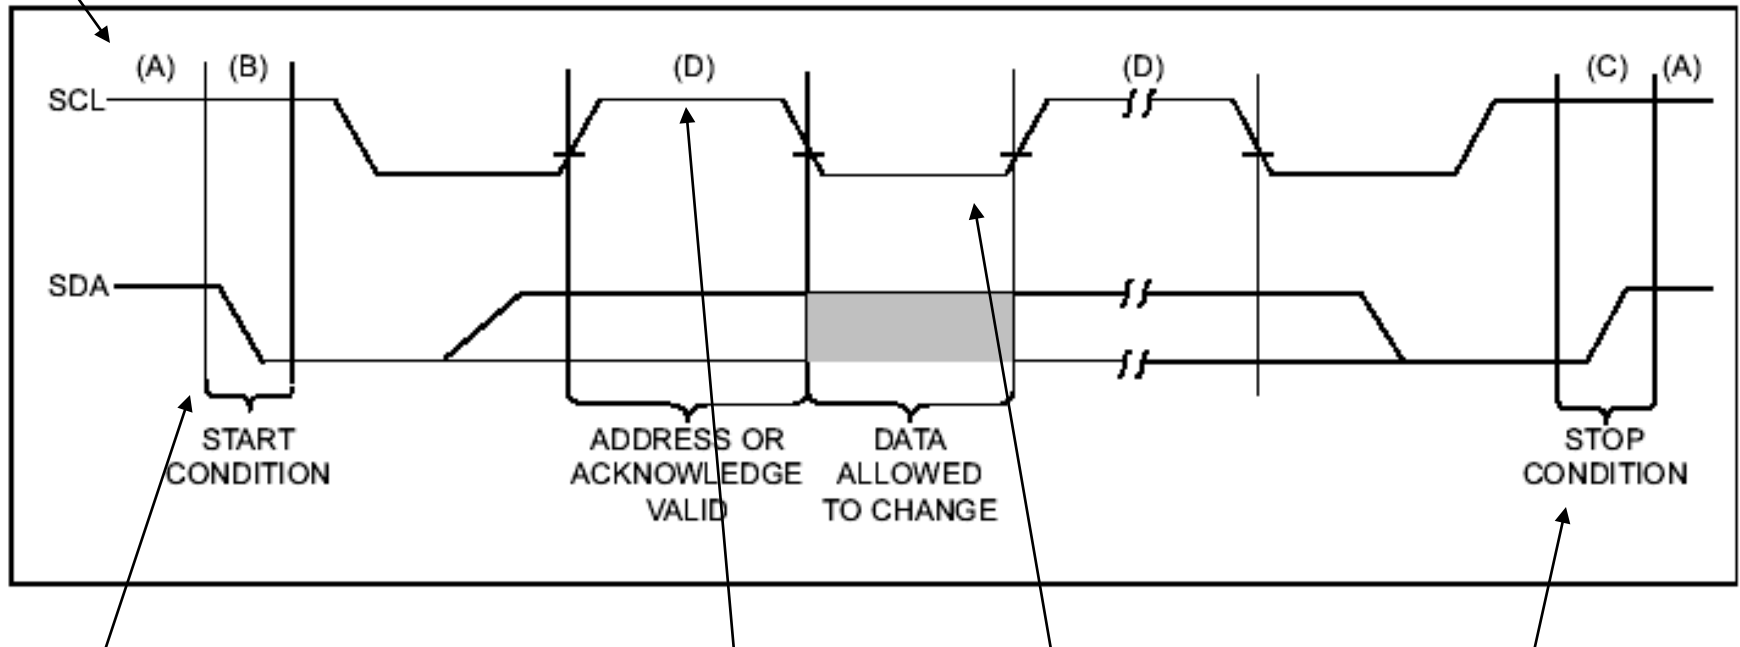 (A) (B) (D) (D) (C) (A)
SCL
SDA
START
CONDITION
ADDRESS OR
ACKNOWLEDGE
VALID
DATA
ALLOWED
TO CHANGE
STOP
CONDITION